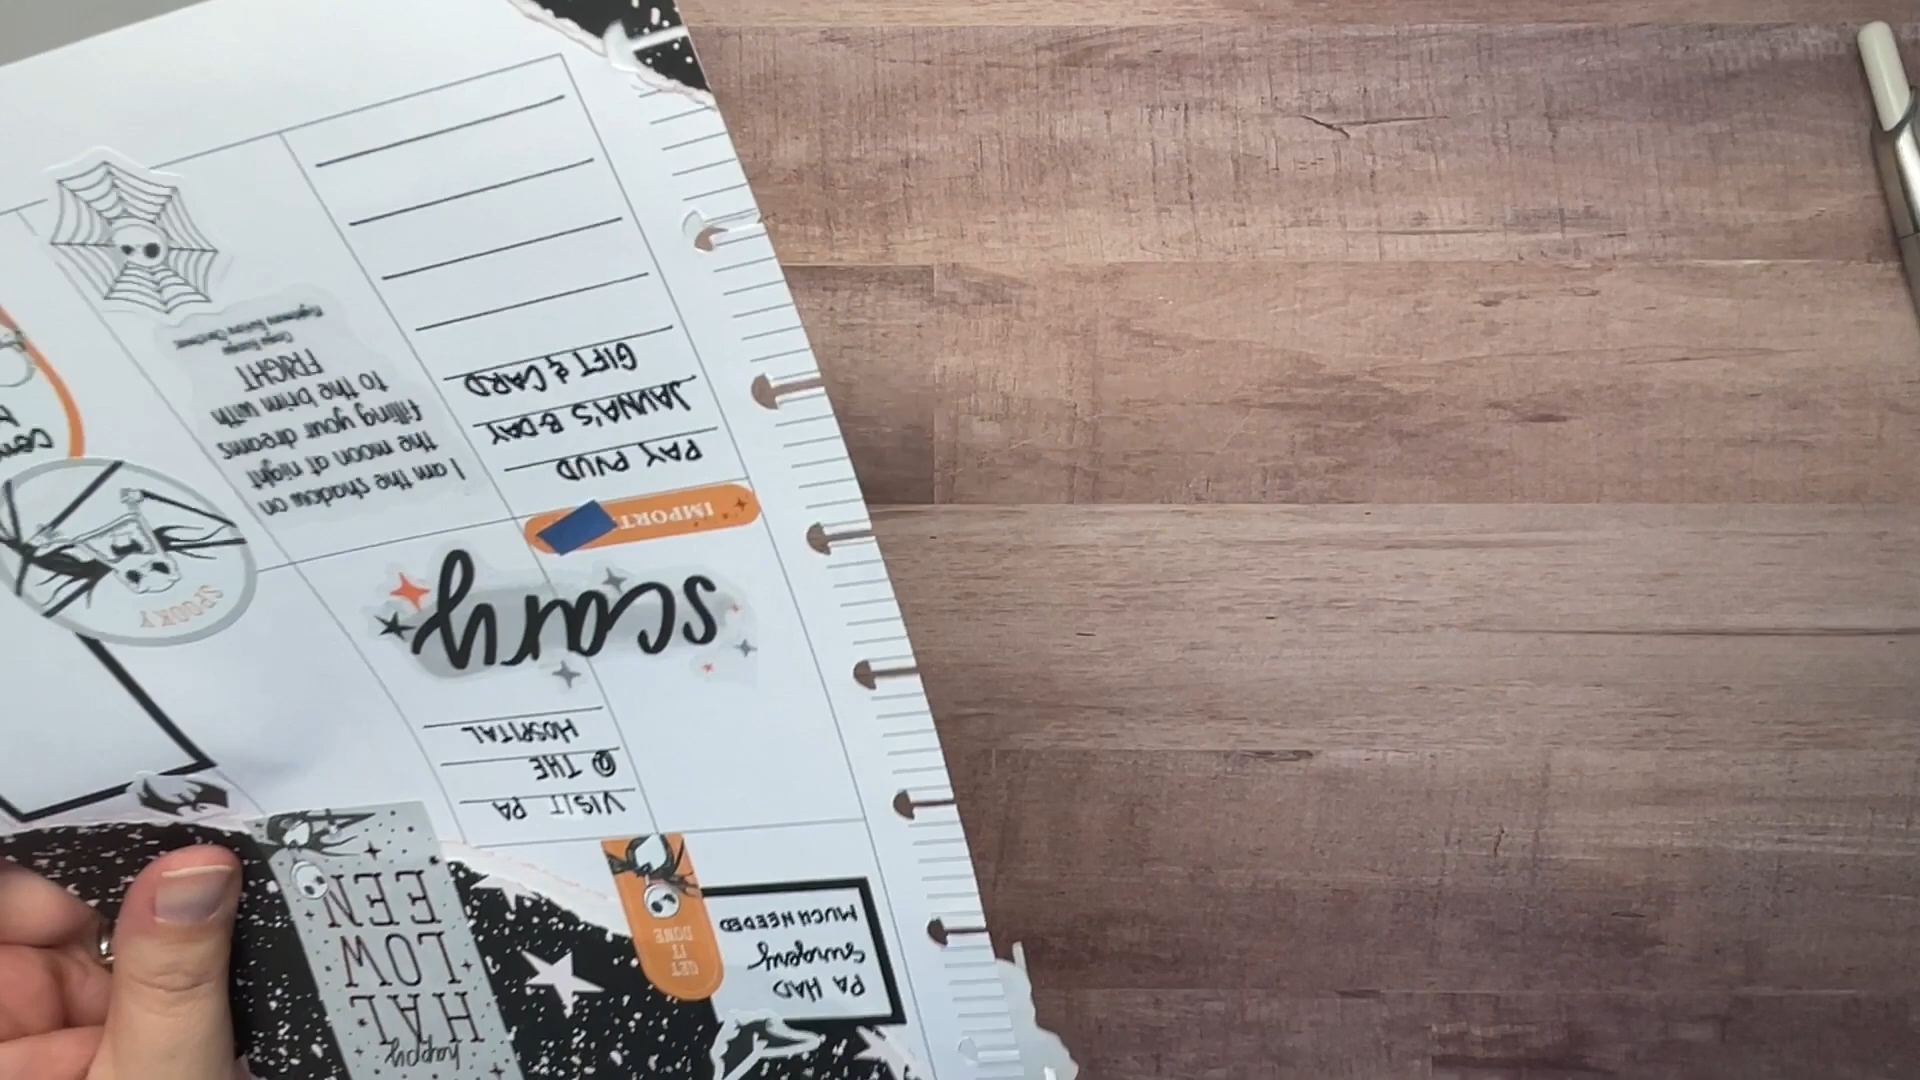 happy
HAL
LOW
EEN
PA HAD
Surgery
MUCH NEEDED
GET
IT
DONE
VISIT PA
@ THE
HOSPITAL
scary
SPOOKY
IMPORT
PAY PVUD
JAVNA'S B-DAY
GIFT & CARD
I am the shadow on
the moon at night
filling your dreams
to the brim with
FRIGHT